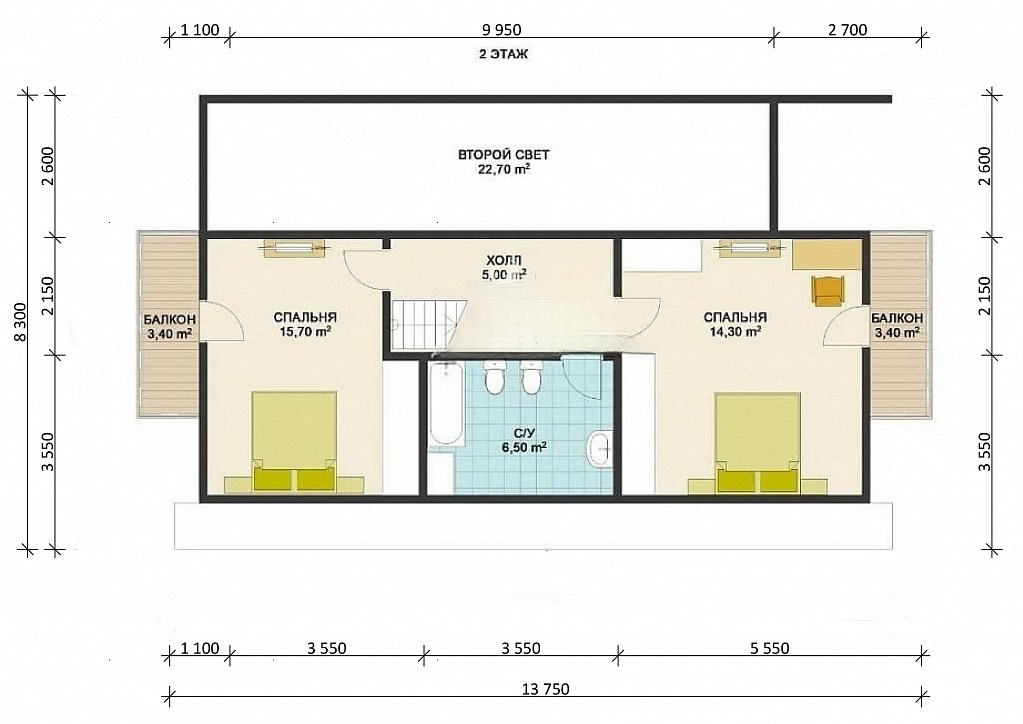 1 100
9 950
2 700
2 ЭТАЖ
2 600
2 600
ВТОРОЙ СВЕТ
22,70 m²
8 300
2 150
2 150
ХОЛЛ
5,00 m²
БАЛКОН
3,40 m²
СПАЛЬНЯ
15,70 m²
СПАЛЬНЯ
14,30 m²
БАЛКОН
3,40 m²
3 550
3 550
С/У
6,50 m²
1 100
3 550
3 550
5 550
13 750